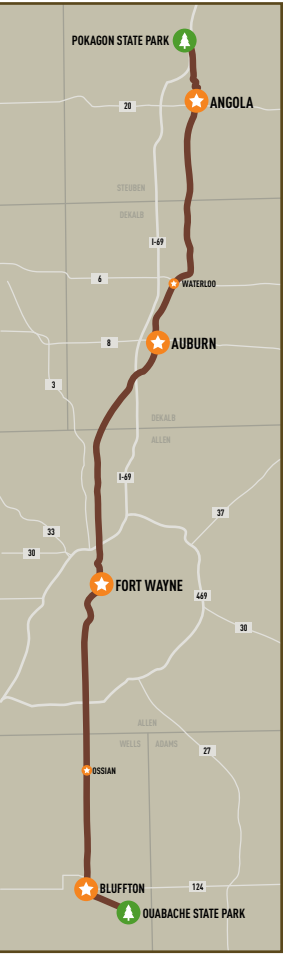 POKAGON STATE PARK
ANGOLA
20
STEUBEN
DEKALB
I-69
6
WATERLOO
8
AUBURN
3
DEKALB
ALLEN
I-69
37
33
30
FORT WAYNE
469
30
ALLEN
WELLS
ADAMS
27
OSSIAN
BLUFFTON
124
OUABACHE STATE PARK